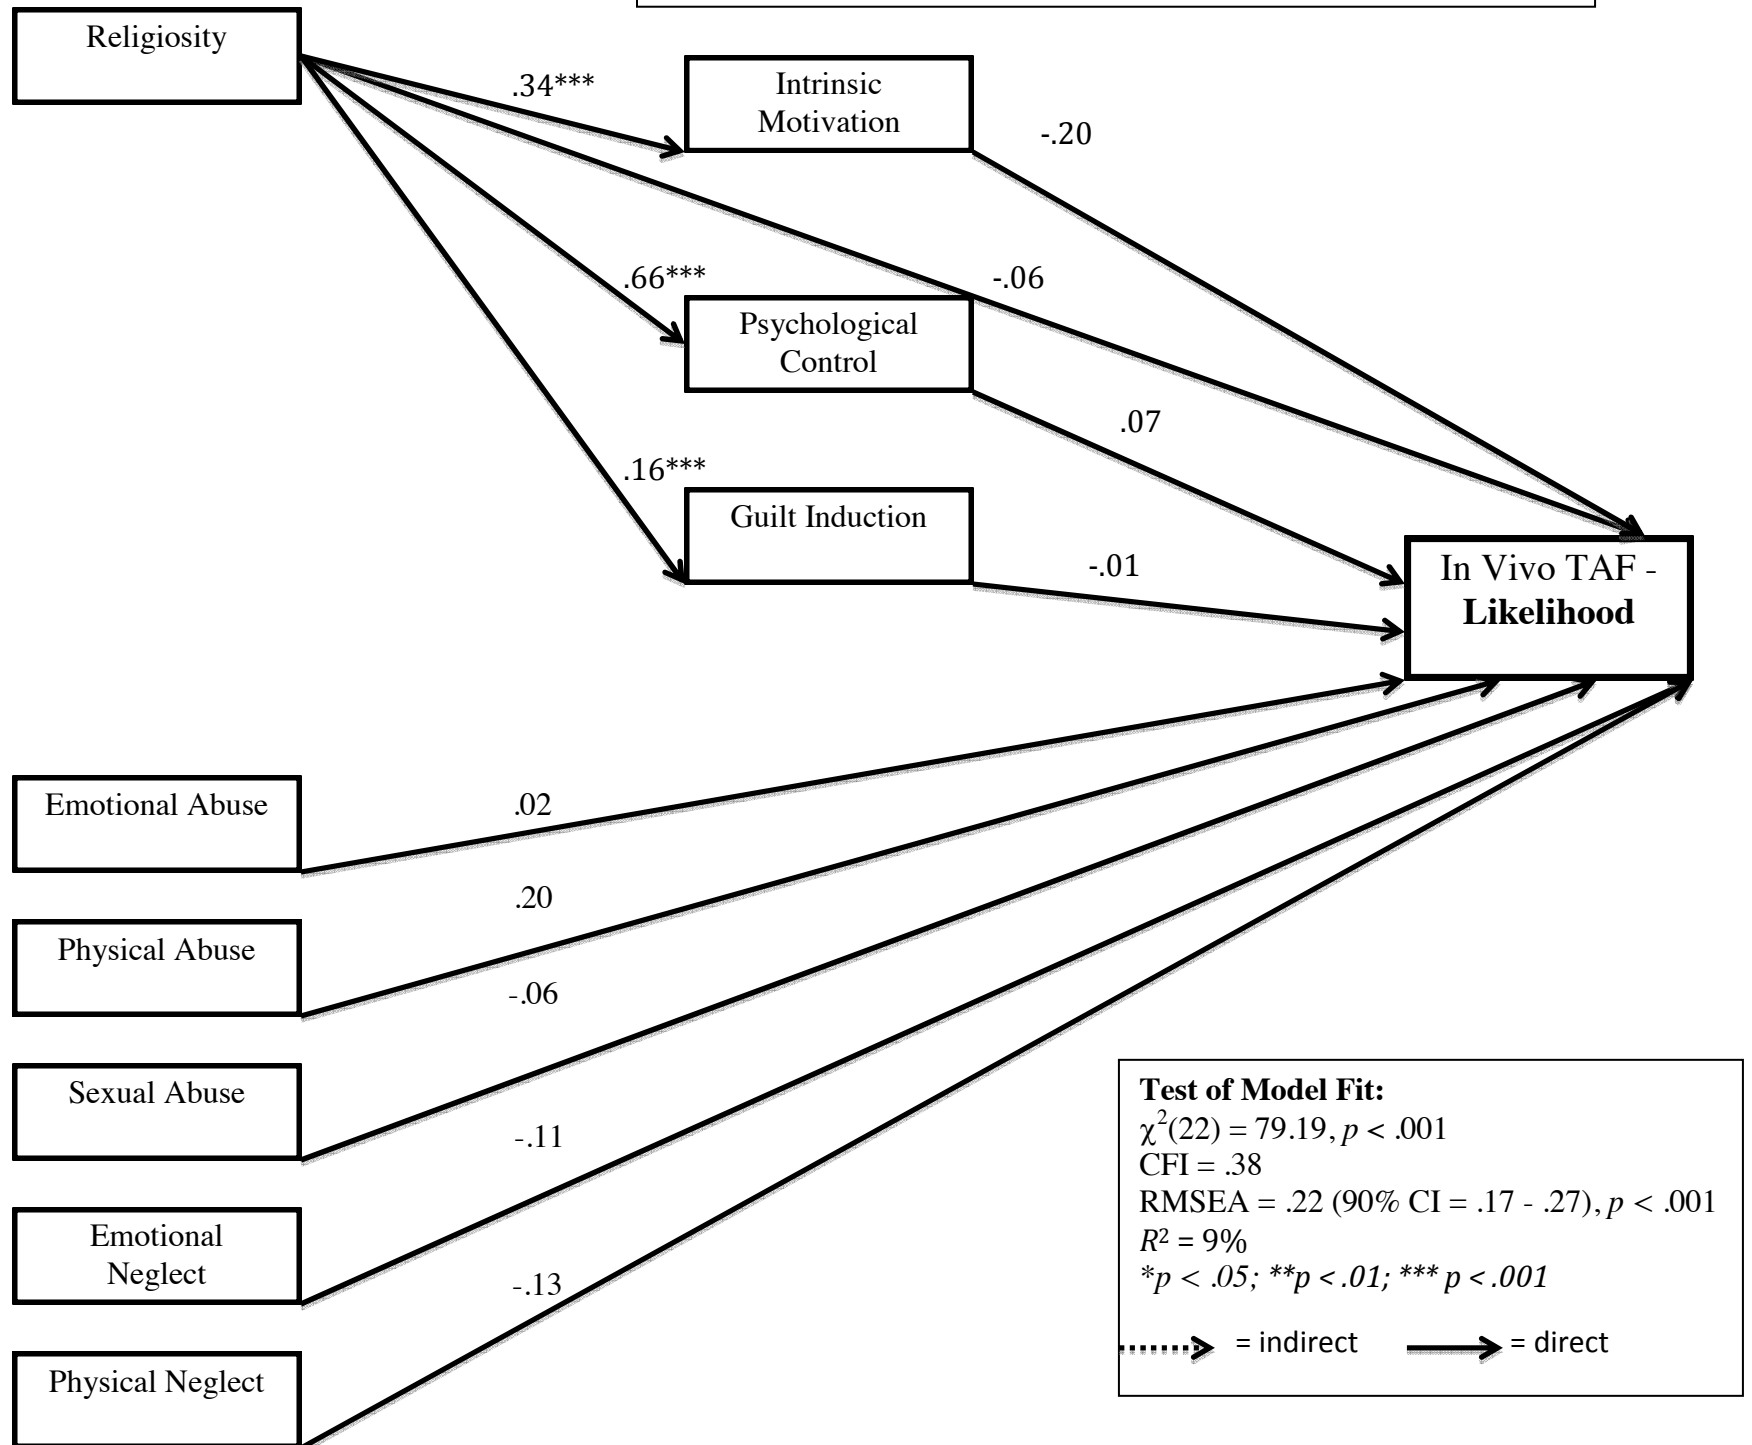 Religiosity
.34***
Intrinsic
Motivation
-.20
.66***
-.06
Psychological
Control
.07
.16***
Guilt Induction
-.01
In Vivo TAF -
Likelihood
Emotional Abuse
.02
.20
Physical Abuse
-.06
Sexual Abuse
-.11
Emotional
Neglect
-.13
Physical Neglect
Test of Model Fit:
χ²(22) = 79.19, p < .001
CFI = .38
RMSEA = .22 (90% CI = .17 - .27), p < .001
R² = 9%
*p < .05; **p < .01; *** p < .001
= indirect = direct